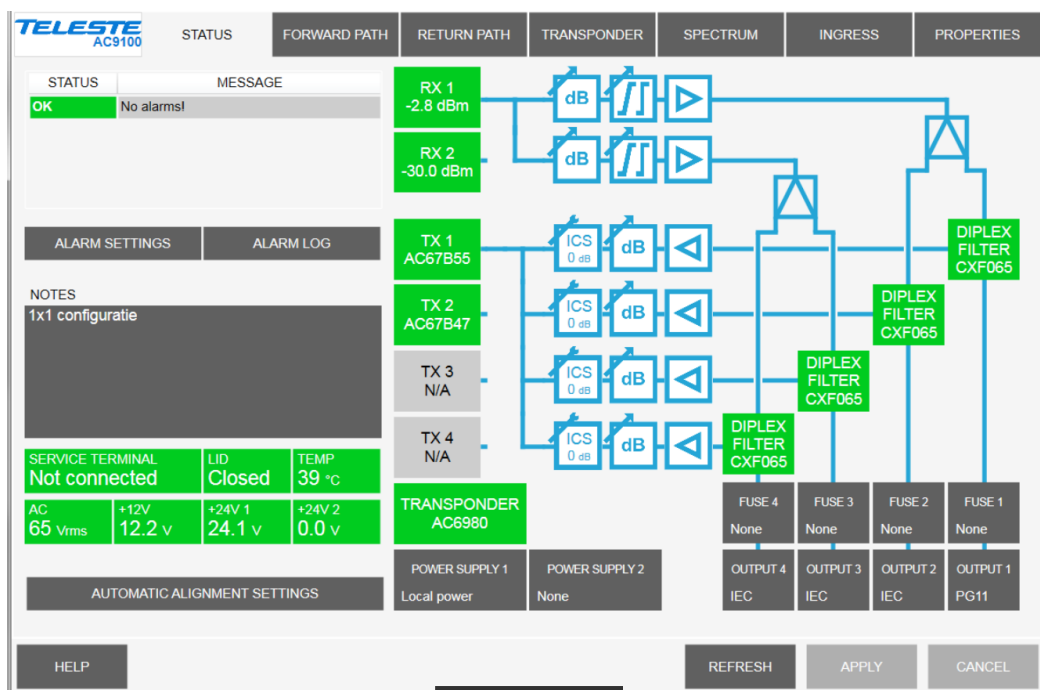 TELESTE
AC9100
STATUS
FORWARD PATH
RETURN PATH
TRANSPONDER
SPECTRUM
INGRESS
PROPERTIES
STATUS MESSAGE
OK No alarms!
ALARM SETTINGS
ALARM LOG
NOTES
1x1 configuratie
SERVICE TERMINAL
Not connected
LID
Closed
TEMP
39 °C
AC
65 Vrms
+12V
12.2 V
+24V 1
24.1 V
+24V 2
0.0 V
AUTOMATIC ALIGNMENT SETTINGS
RX 1
-2.8 dBm
dB
RX 2
-30.0 dBm
dB
TX 1
AC67B55
ICS
0 dB
dB
DIPLEX
FILTER
CXF065
TX 2
AC67B47
ICS
0 dB
dB
DIPLEX
FILTER
CXF065
TX 3
N/A
ICS
0 dB
dB
DIPLEX
FILTER
CXF065
TX 4
N/A
ICS
0 dB
dB
DIPLEX
FILTER
CXF065
TRANSPONDER
AC6980
FUSE 4
None
FUSE 3
None
FUSE 2
None
FUSE 1
None
POWER SUPPLY 1
Local power
POWER SUPPLY 2
None
OUTPUT 4
IEC
OUTPUT 3
IEC
OUTPUT 2
IEC
OUTPUT 1
PG11
HELP
REFRESH
APPLY
CANCEL